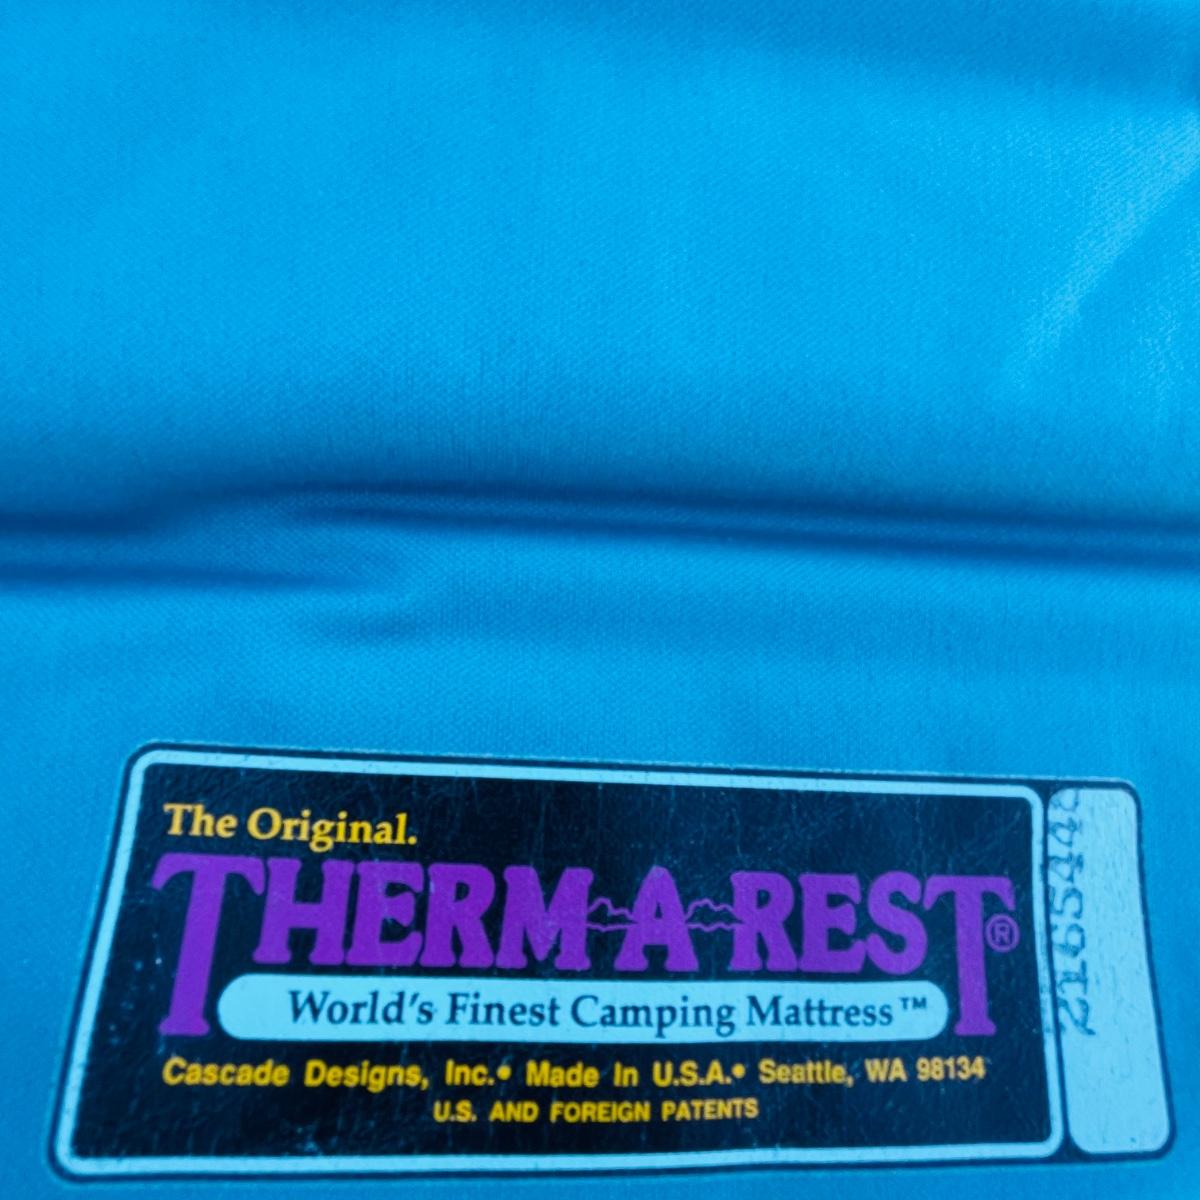 The Original.
THERM-A-REST®
World's Finest Camping Mattress™
Cascade Designs, Inc.• Made In U.S.A.• Seattle, WA 98134
U.S. AND FOREIGN PATENTS